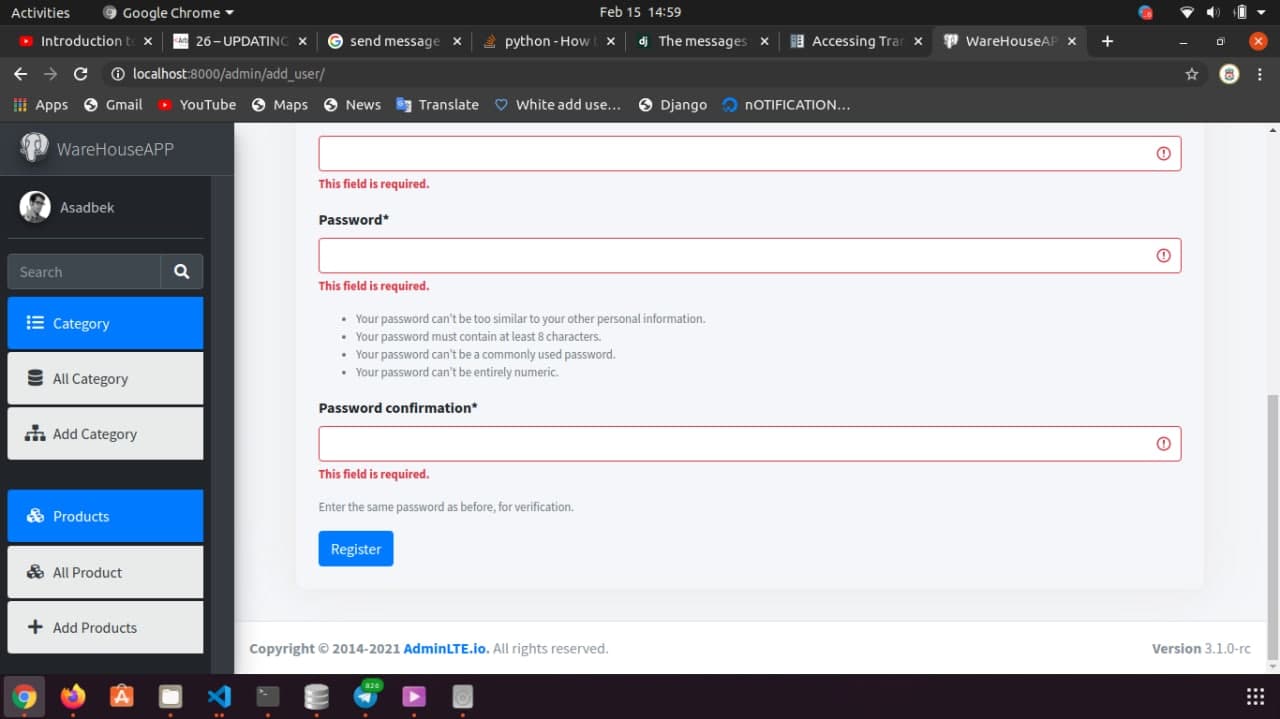 Activities Google Chrome Feb 15 14:59
Introduction t 26 – UPDATING send message python - How The messages Accessing Tra WareHouseAP
localhost:8000/admin/add_user/
Apps Gmail YouTube Maps News Translate White add use... Django nOTIFICATION...
WareHouseAPP
Asadbek
Search
Category
All Category
Add Category
Products
All Product
Add Products
This field is required.
Password*
This field is required.
Your password can't be too similar to your other personal information.
Your password must contain at least 8 characters.
Your password can't be a commonly used password.
Your password can't be entirely numeric.
Password confirmation*
This field is required.
Enter the same password as before, for verification.
Register
Copyright © 2014-2021 AdminLTE.io. All rights reserved.
Version 3.1.0-rc
826